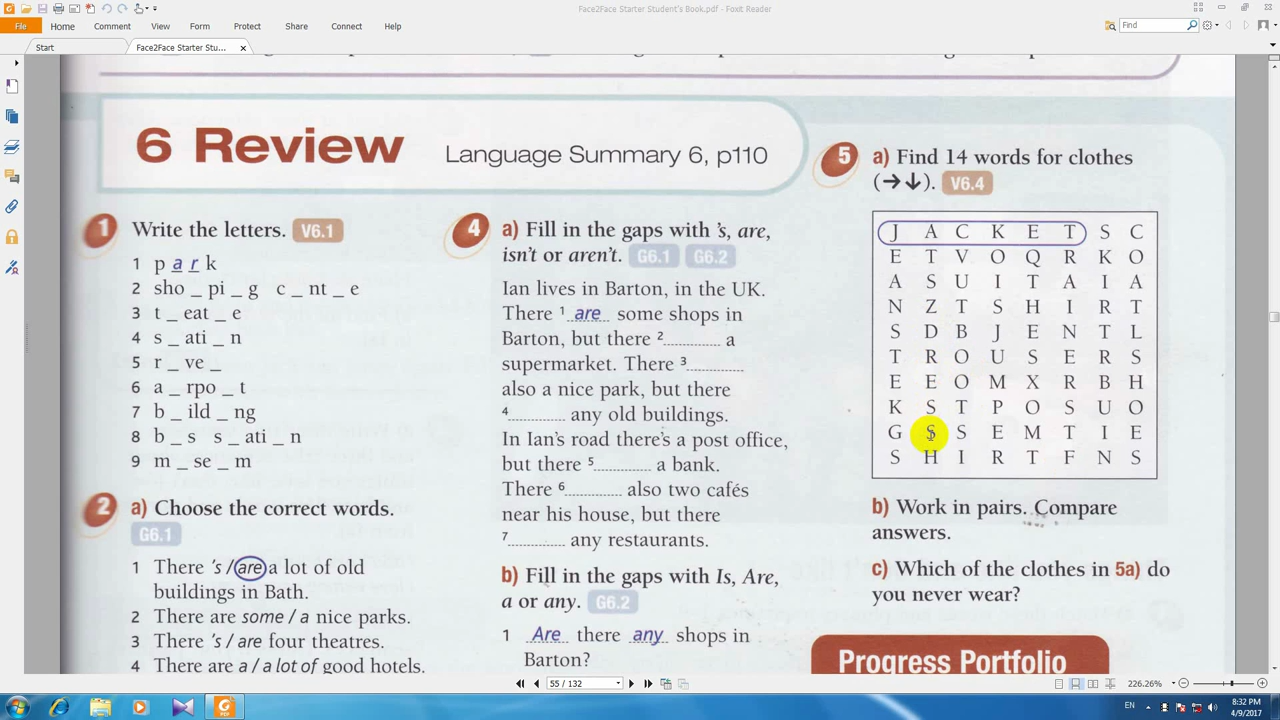 Face2Face Starter Student's Book.pdf - Foxit Reader
File Home Comment View Form Protect Share Connect Help Find
Start Face2Face Starter Stu...
6 Review Language Summary 6, p110
1 Write the letters. V6.1
1 p a r k
2 sho _ pi _ g c _ nt _ e
3 t _ eat _ e
4 s _ ati _ n
5 r _ ve _
6 a _ rpo _ t
7 b _ ild _ ng
8 b _ s s _ ati _ n
9 m _ se _ m
2 a) Choose the correct words.
G6.1
1 There 's / are a lot of old
buildings in Bath.
2 There are some / a nice parks.
3 There 's / are four theatres.
4 There are a / a lot of good hotels.
4 a) Fill in the gaps with 's, are,
isn't or aren't. G6.1 G6.2
Ian lives in Barton, in the UK.
There 1 are some shops in
Barton, but there 2 ________ a
supermarket. There 3 ________
also a nice park, but there
4 ________ any old buildings.
In Ian's road there's a post office,
but there 5 ________ a bank.
There 6 ________ also two cafés
near his house, but there
7 ________ any restaurants.
b) Fill in the gaps with Is, Are,
a or any. G6.2
1 Are there any shops in
Barton?
5 a) Find 14 words for clothes
(→↓). V6.4
J A C K E T S C
E T V O Q R K O
A S U I T A I A
N Z T S H I R T
S D B J E N T L
T R O U S E R S
E E O M X R B H
K S T P O S U O
G S S E M T I E
S H I R T F N S
b) Work in pairs. Compare
answers.
c) Which of the clothes in 5a) do
you never wear?
Progress Portfolio
55 / 132 226.26%
EN 8:32 PM
4/9/2017